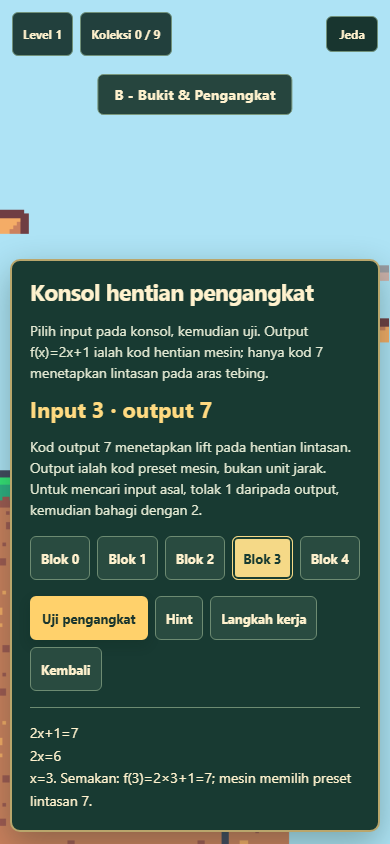 Level 1
Koleksi 0 / 9
Jeda
B - Bukit & Pengangkat
Konsol hentian pengangkat
Pilih input pada konsol, kemudian uji. Output
f(x)=2x+1 ialah kod hentian mesin; hanya kod 7
menetapkan lintasan pada aras tebing.
Input 3 · output 7
Kod output 7 menetapkan lift pada hentian lintasan.
Output ialah kod preset mesin, bukan unit jarak.
Untuk mencari input asal, tolak 1 daripada output,
kemudian bahagi dengan 2.
Blok 0
Blok 1
Blok 2
Blok 3
Blok 4
Uji pengangkat
Hint
Langkah kerja
Kembali
2x+1=7
2x=6
x=3. Semakan: f(3)=2×3+1=7; mesin memilih preset
lintasan 7.